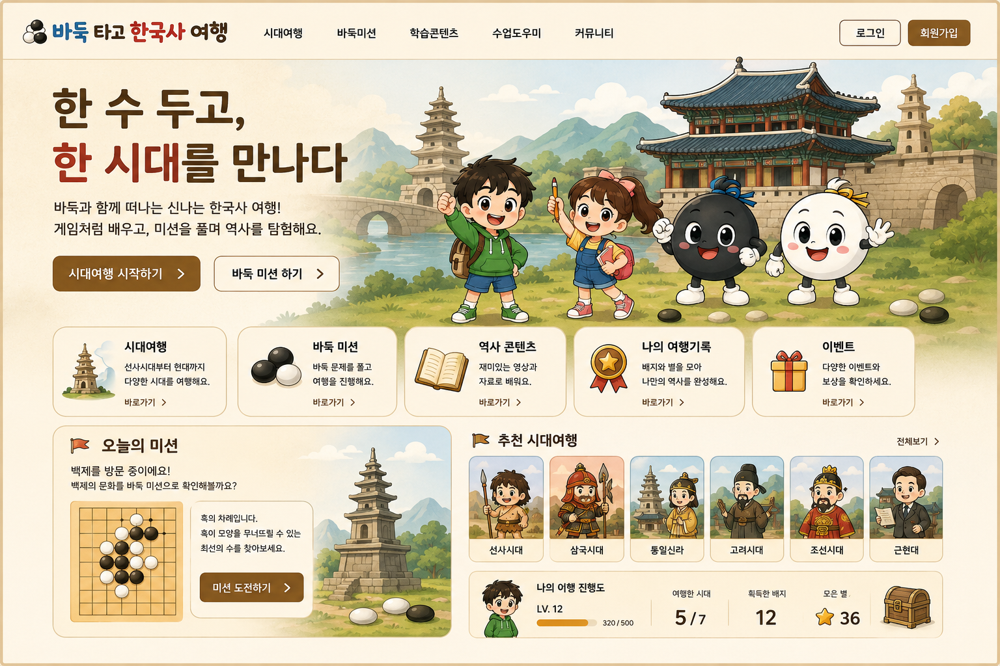 바둑 타고 한국사 여행
시대여행
바둑미션
학습콘텐츠
수업도우미
커뮤니티
로그인
회원가입
한 수 두고,
한 시대를 만나다
바둑과 함께 떠나는 신나는 한국사 여행!
게임처럼 배우고, 미션을 풀며 역사를 탐험해요.
시대여행 시작하기
바둑 미션 하기
시대여행
선사시대부터 현대까지
다양한 시대를 여행해요.
바로가기
바둑 미션
바둑 문제를 풀고
여행을 진행해요.
바로가기
역사 콘텐츠
재미있는 영상과
자료로 배워요.
바로가기
나의 여행기록
배지와 별을 모아
나만의 역사를 완성해요.
바로가기
이벤트
다양한 이벤트와
보상을 확인하세요.
바로가기
오늘의 미션
백제를 방문 중이에요!
백제의 문화를 바둑 미션으로 확인해볼까요?
흑의 차례입니다.
흑이 모양을 무너뜨릴 수 있는
최선의 수를 찾아보세요.
미션 도전하기
추천 시대여행
전체보기
선사시대
삼국시대
통일신라
고려시대
조선시대
근현대
나의 여행 진행도
LV. 12
320 / 500
여행한 시대
5 / 7
획득한 배지
12
모은 별
36